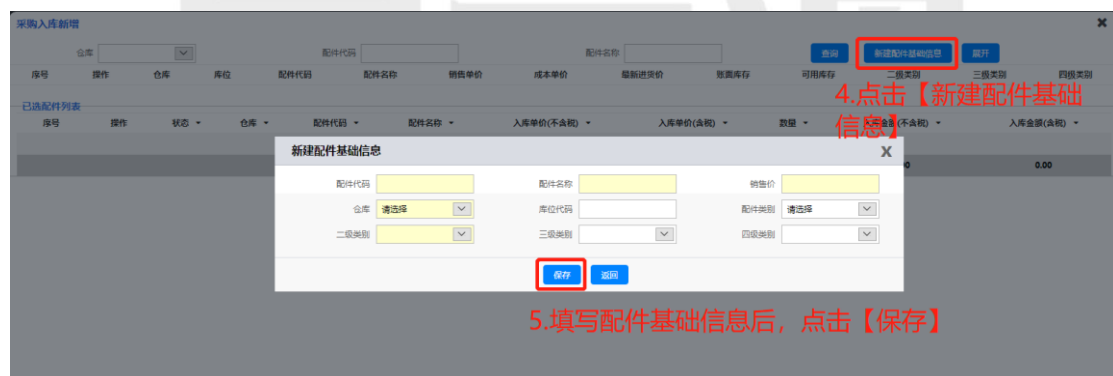 采购入库新增 X
仓库 配件代码 配件名称 查询 新建配件基础信息 展开
序号 操作 仓库 库位 配件代码 配件名称 销售单价 成本单价 最新进货价 账面库存 可用库存 二级类别 三级类别 四级类别
4.点击【新建配件基础
信息】
已选配件列表
序号 操作 状态 仓库 配件代码 配件名称 入库单价(不含税) 入库单价(含税) 数量 入库金额(不含税) 入库金额(含税)
0.00
新建配件基础信息 X
配件代码 配件名称 销售价
仓库 请选择 库位代码 配件类别 请选择
二级类别 三级类别 四级类别
保存 返回
5.填写配件基础信息后，点击【保存】